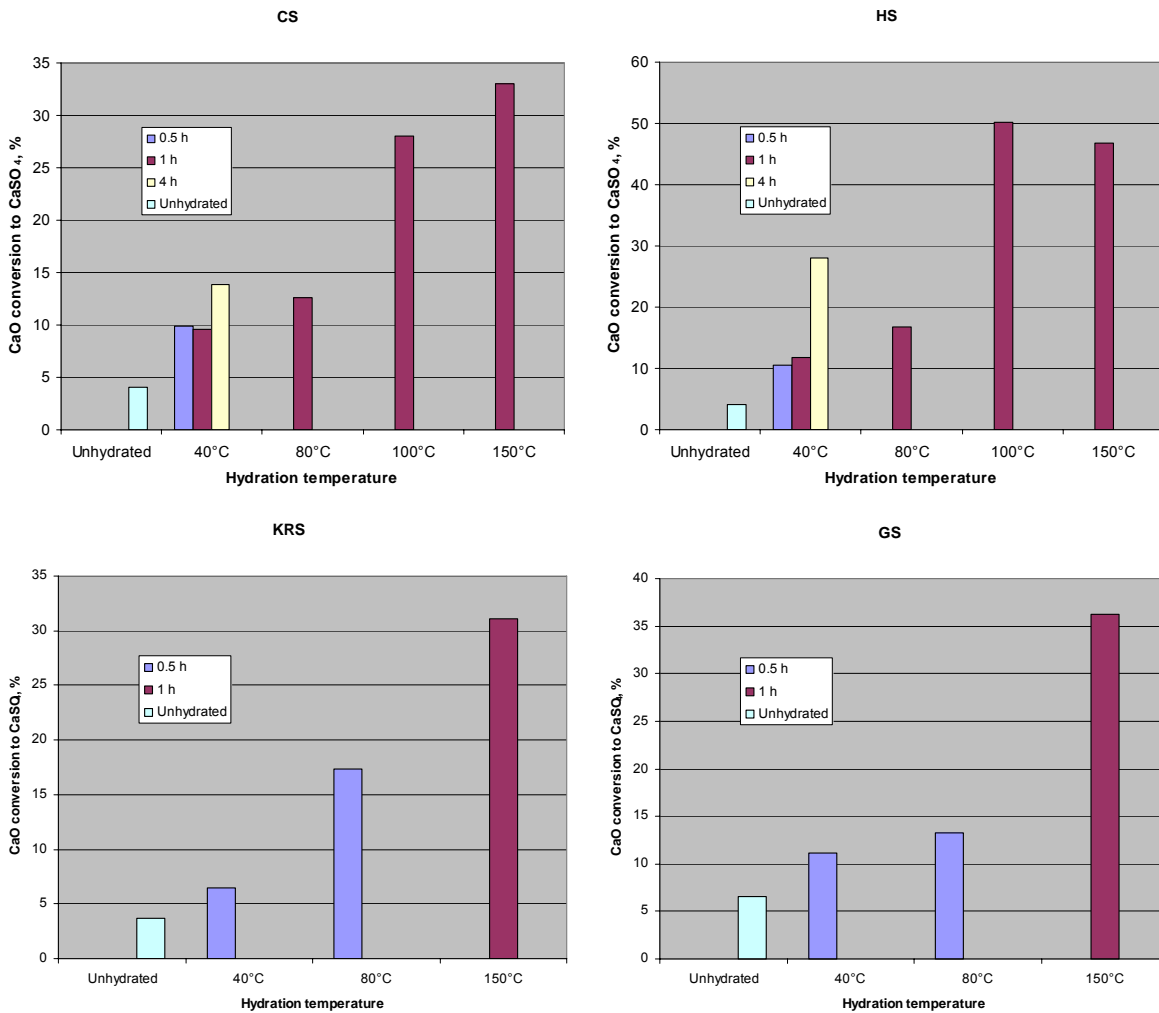 CS
35
30
25
20
15
10
5
0
CaO conversion to CaSO 4, %
0.5 h
1 h
4 h
Unhydrated
Unhydrated 40°C 80°C 100°C 150°C
Hydration temperature
HS
60
50
40
30
20
10
0
CaO conversion to CaSO 4, %
0.5 h
1 h
4 h
Unhydrated
Unhydrated 40°C 80°C 100°C 150°C
Hydration temperature
KRS
35
30
25
20
15
10
5
0
CaO conversion to CaSO4, %
0.5 h
1 h
Unhydrated
Unhydrated 40°C 80°C 150°C
Hydration temperature
GS
40
35
30
25
20
15
10
5
0
CaO conversion to CaSO4, %
0.5 h
1 h
Unhydrated
Unhydrated 40°C 80°C 150°C
Hydration temperature